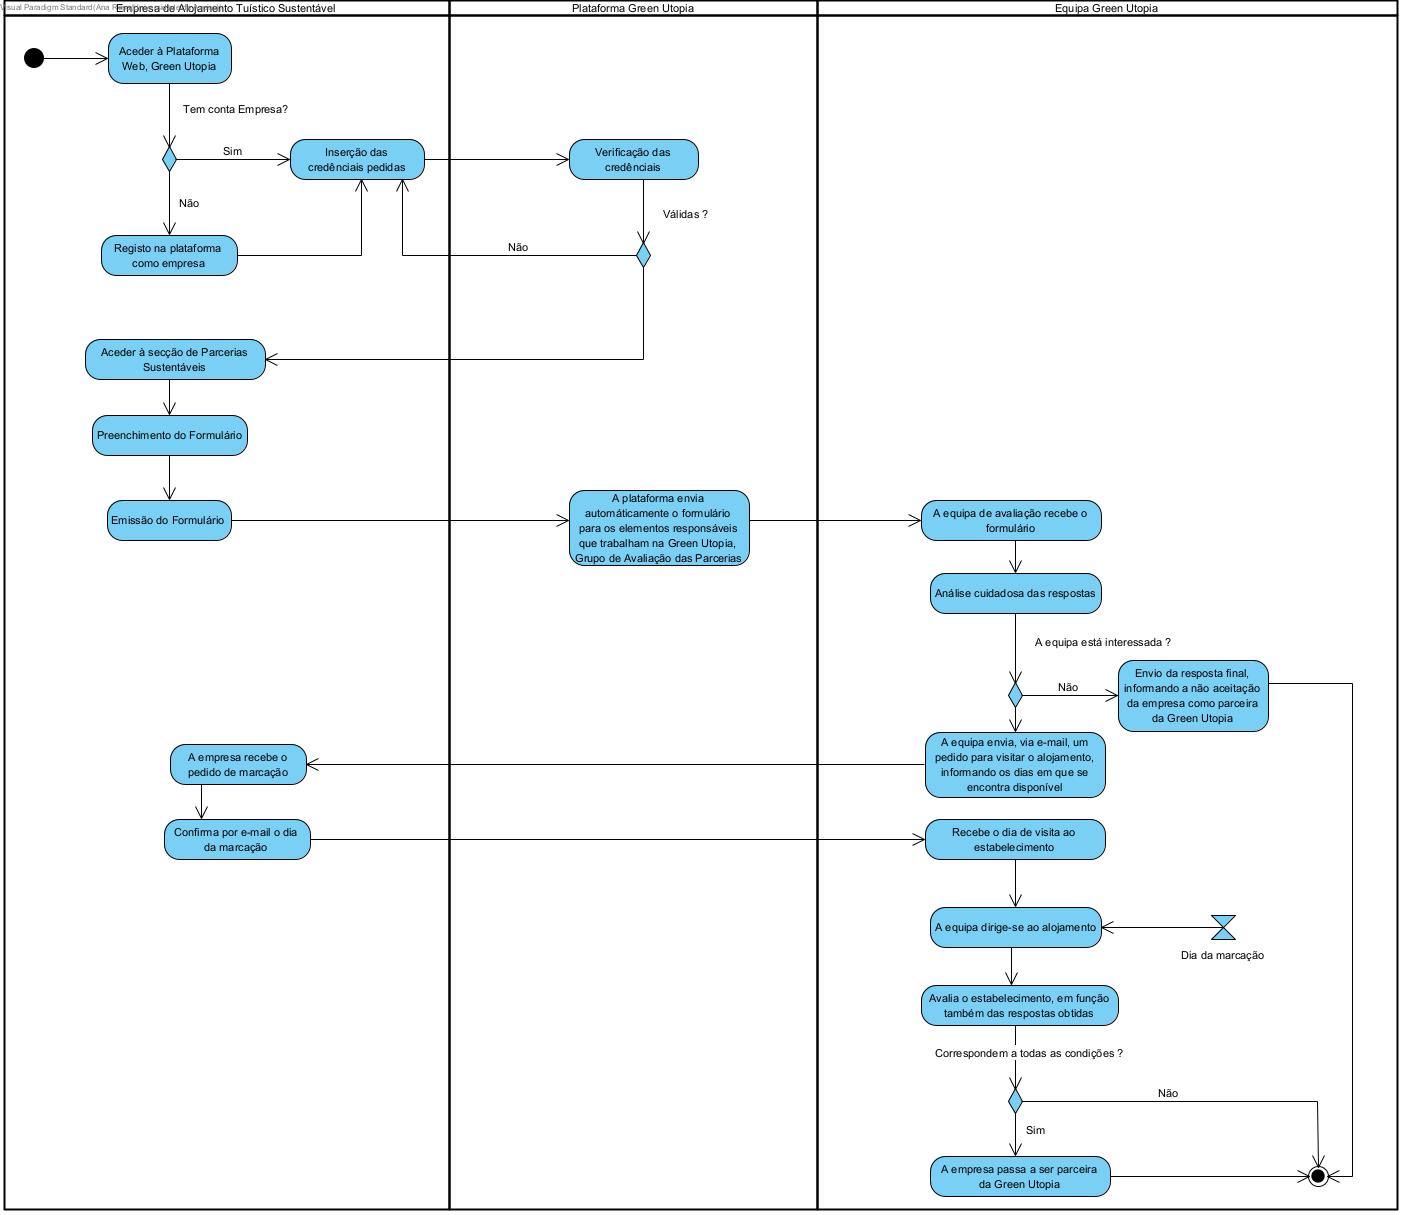 Visual Paradigm Standard(Ana R
Empresa de Alojamento Tuístico Sustentável
Plataforma Green Utopia
Equipa Green Utopia
Aceder à Plataforma
Web, Green Utopia
Tem conta Empresa?
Sim
Inserção das
credênciais pedidas
Verificação das
credênciais
Não
Válidas ?
Registo na plataforma
como empresa
Não
Aceder à secção de Parcerias
Sustentáveis
Preenchimento do Formulário
Emissão do Formulário
A plataforma envia
automáticamente o formulário
para os elementos responsáveis
que trabalham na Green Utopia,
Grupo de Avaliação das Parcerias
A equipa de avaliação recebe o
formulário
Análise cuidadosa das respostas
A equipa está interessada ?
Não
Envio da resposta final,
informando a não aceitação
da empresa como parceira
da Green Utopia
A equipa envia, via e-mail, um
pedido para visitar o alojamento,
informando os dias em que se
encontra disponível
A empresa recebe o
pedido de marcação
Confirma por e-mail o dia
da marcação
Recebe o dia de visita ao
estabelecimento
A equipa dirige-se ao alojamento
Dia da marcação
Avalia o estabelecimento, em função
também das respostas obtidas
Correspondem a todas as condições ?
Não
Sim
A empresa passa a ser parceira
da Green Utopia